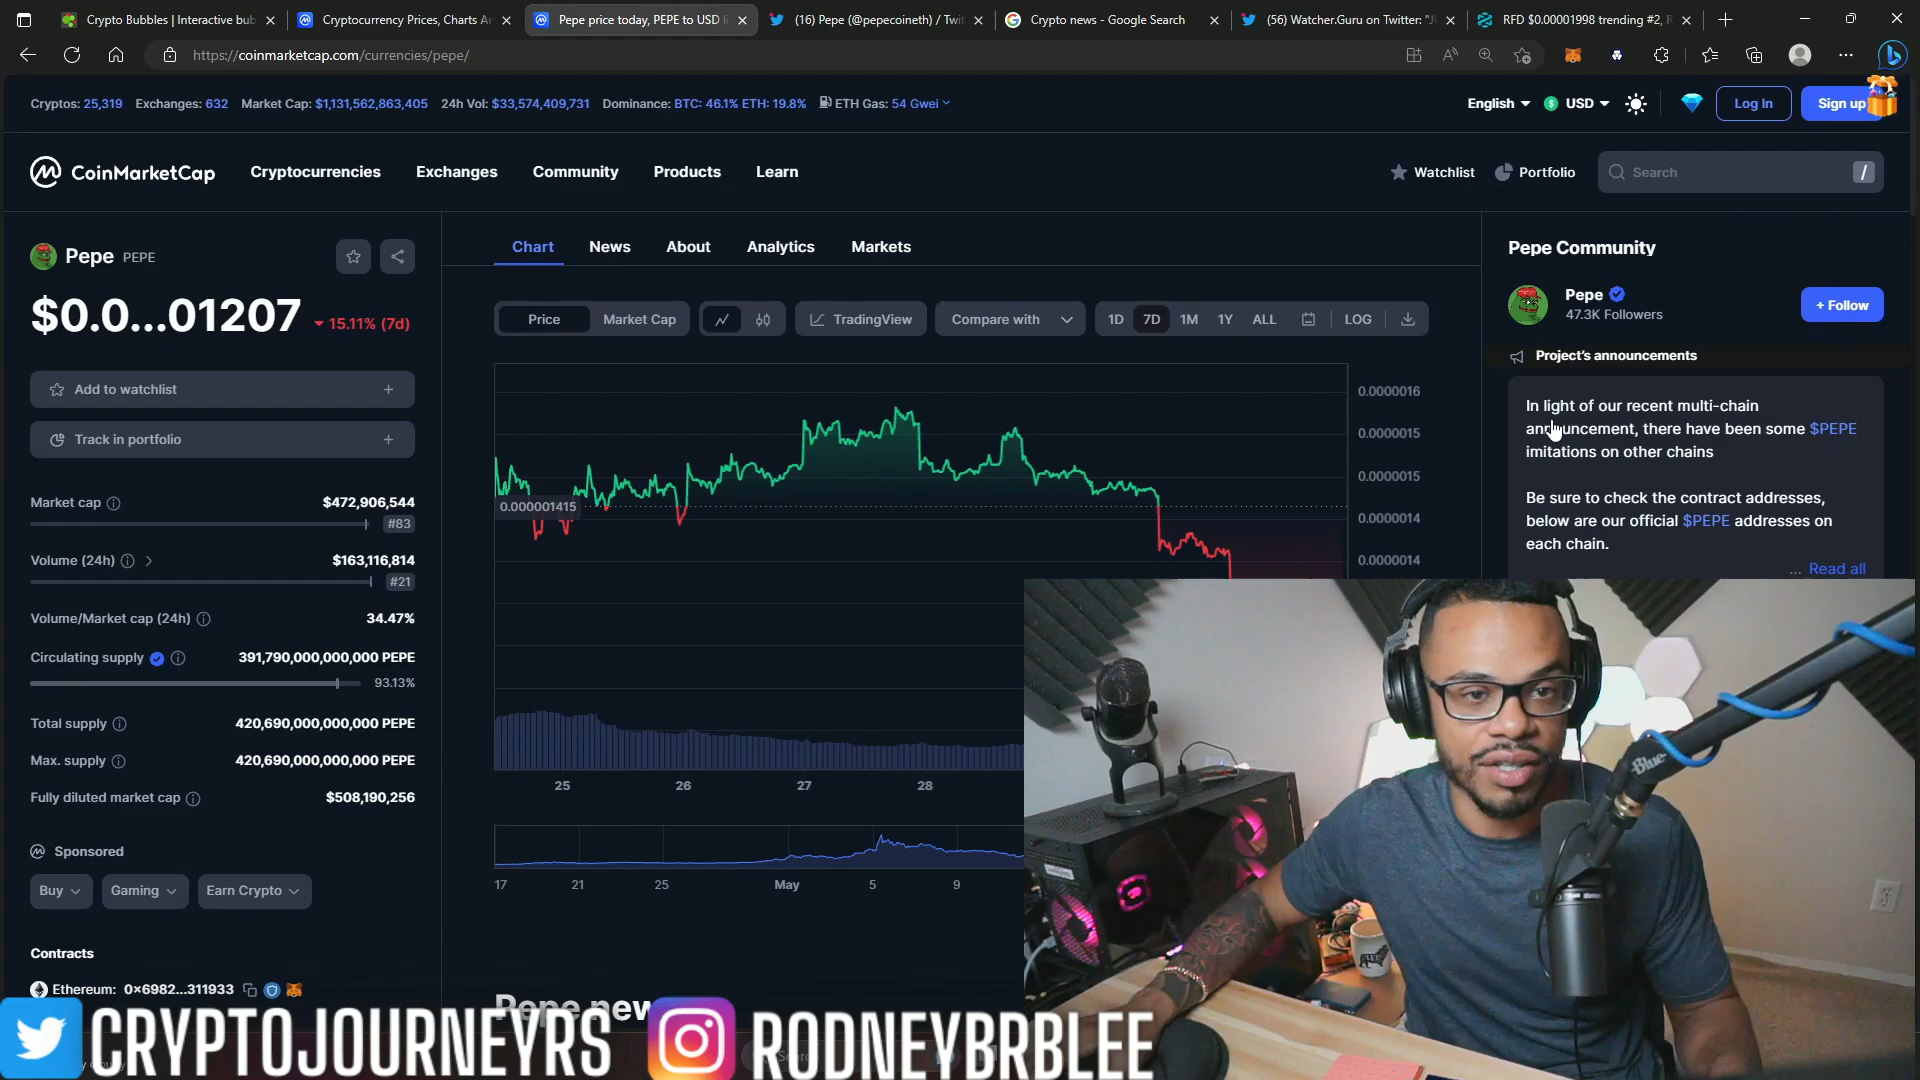 Crypto Bubbles | Interactive bub
Cryptocurrency Prices, Charts A
Pepe price today, PEPE to USD li
(16) Pepe (@pepecoineth) / Twit
Crypto news - Google Search
(56) Watcher.Guru on Twitter: "JU
RFD $0.00001998 trending #2, R
https://coinmarketcap.com/currencies/pepe/
Cryptos: 25,319 Exchanges: 632 Market Cap: $1,131,562,863,405 24h Vol: $33,574,409,731 Dominance: BTC: 46.1% ETH: 19.8% ETH Gas: 54 Gwei
English USD Log In Sign up
CoinMarketCap Cryptocurrencies Exchanges Community Products Learn
Watchlist Portfolio Search /
Pepe PEPE
$0.0...01207 15.11% (7d)
Add to watchlist +
Track in portfolio +
Market cap $472,906,544
#83
Volume (24h) $163,116,814
#21
Volume/Market cap (24h) 34.47%
Circulating supply 391,790,000,000,000 PEPE
93.13%
Total supply 420,690,000,000,000 PEPE
Max. supply 420,690,000,000,000 PEPE
Fully diluted market cap $508,190,256
Sponsored
Buy Gaming Earn Crypto
Contracts
Ethereum: 0x6982...311933
Chart News About Analytics Markets
Price Market Cap TradingView Compare with 1D 7D 1M 1Y ALL LOG
0.0000016
0.0000015
0.0000015
0.000001415
0.0000014
0.0000014
25 26 27 28
17 21 25 May 5 9
Pepe new
Pepe Community
Pepe
47.3K Followers
+ Follow
Project's announcements
In light of our recent multi-chain
announcement, there have been some $PEPE
imitations on other chains
Be sure to check the contract addresses,
below are our official $PEPE addresses on
each chain.
... Read all
Blue
CRYPTOJOURNEYRS RODNEYBRBLEE